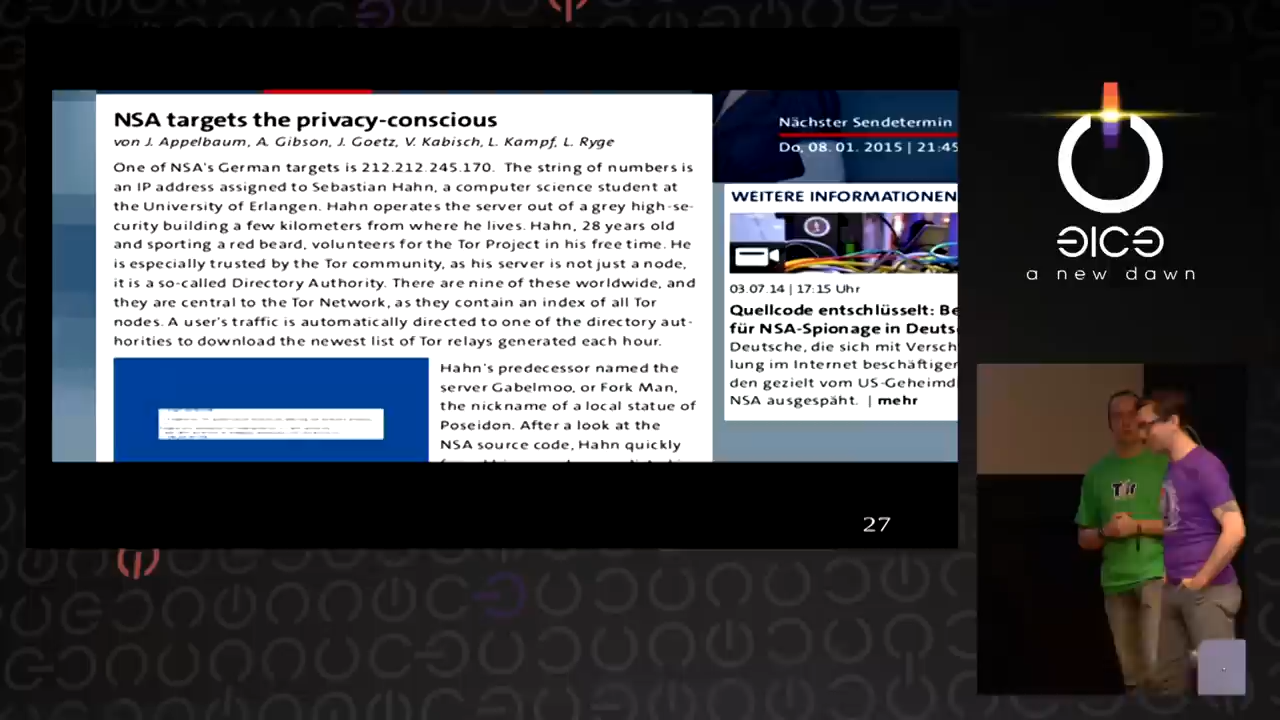 NSA targets the privacy-conscious
von J. Appelbaum, A. Gibson, J. Goetz, V. Kabisch, L. Kampf, L. Ryge
One of NSA's German targets is 212.212.245.170. The string of numbers is
an IP address assigned to Sebastian Hahn, a computer science student at
the University of Erlangen. Hahn operates the server out of a grey high-se-
curity building a few kilometers from where he lives. Hahn, 28 years old
and sporting a red beard, volunteers for the Tor Project in his free time. He
is especially trusted by the Tor community, as his server is not just a node,
it is a so-called Directory Authority. There are nine of these worldwide, and
they are central to the Tor Network, as they contain an index of all Tor
nodes. A user's traffic is automatically directed to one of the directory aut-
horities to download the newest list of Tor relays generated each hour.
Hahn's predecessor named the
server Gabelmoo, or Fork Man,
the nickname of a local statue of
Poseidon. After a look at the
NSA source code, Hahn quickly
Nächster Sendetermin
Do, 08. 01. 2015 | 21:45
WEITERE INFORMATIONEN
03.07.14 | 17:15 Uhr
Quellcode entschlüsselt: Be
für NSA-Spionage in Deuts
Deutsche, die sich mit Versch
lung im Internet beschäftiger
den gezielt vom US-Geheimd
NSA ausgespäht. | mehr
27
a new dawn
Tor